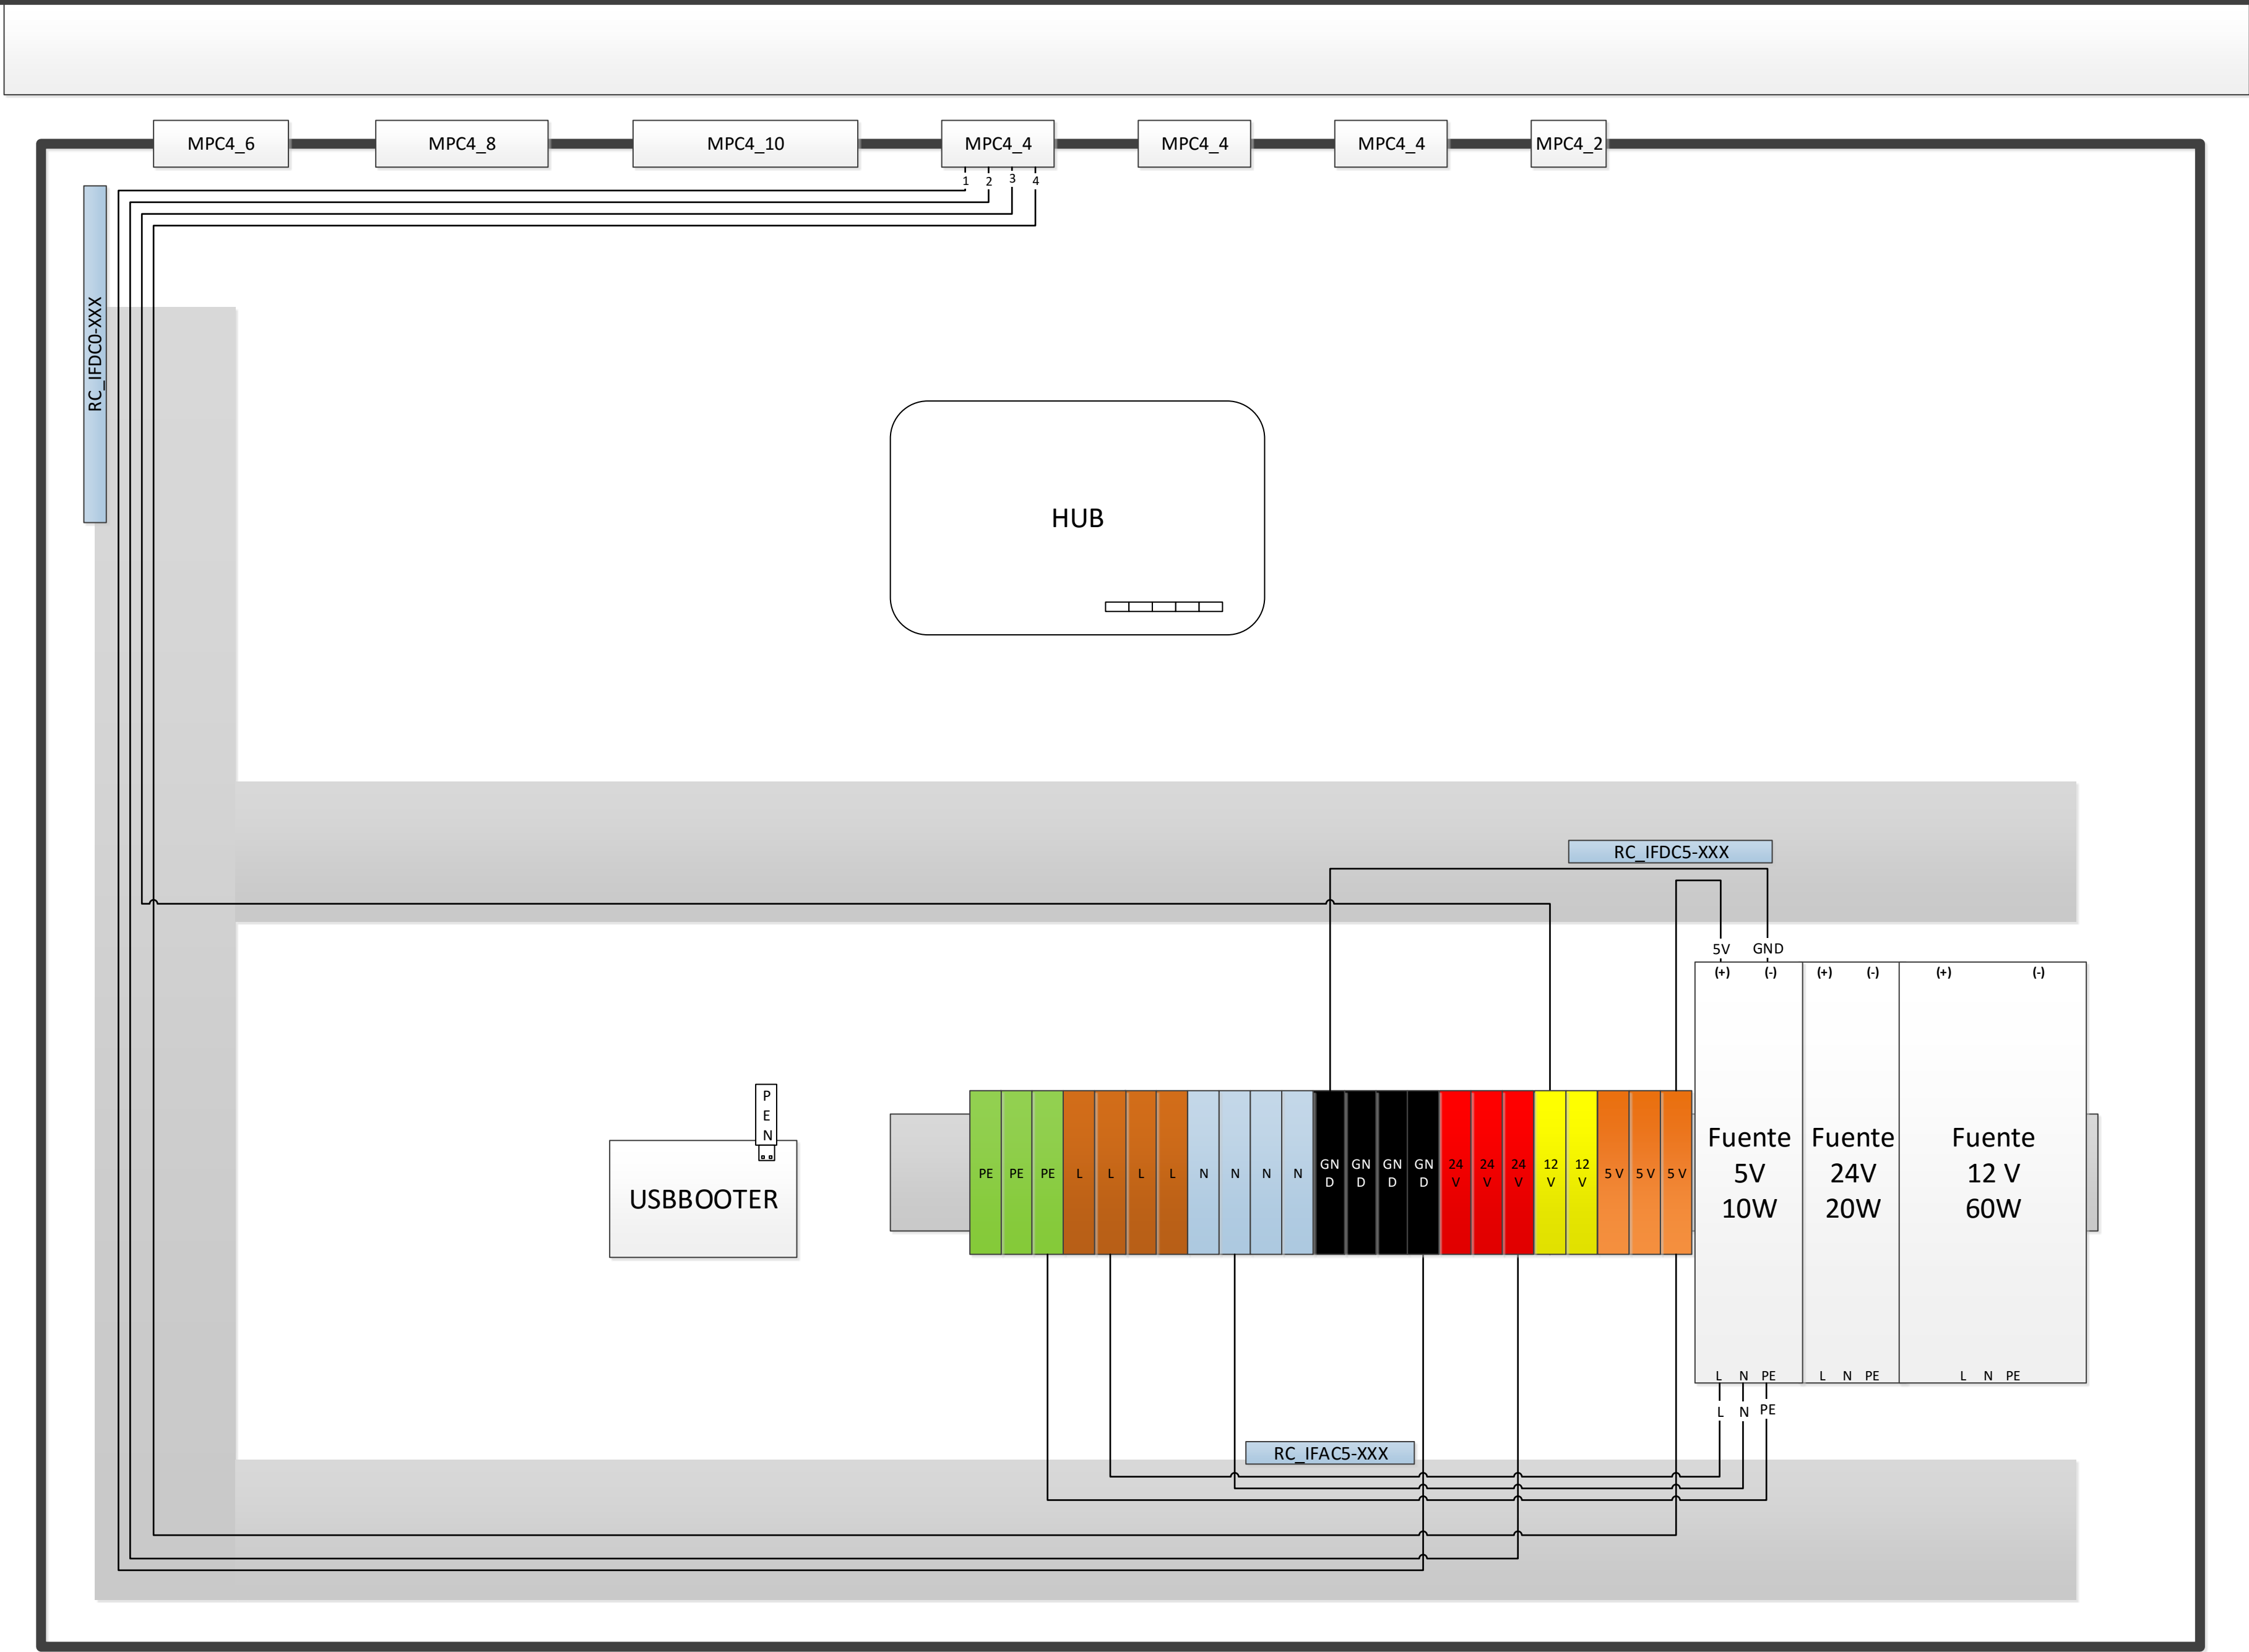 MPC4_6 MPC4_8 MPC4_10 MPC4_4 MPC4_4 MPC4_4 MPC4_2
1 2 3 4
RC_IFDC0-XXX
HUB
RC_IFDC5-XXX
5V GND
(+) (-) (+) (-) (+) (-)
P
E
N
USBBOOTER
PE PE PE L L L L N N N N
GN GN GN GN 24 24 24 12 12
D D D D V V V V V
5 V 5 V 5 V
Fuente
5V
10W
Fuente
24V
20W
Fuente
12 V
60W
L N PE L N PE L N PE
L N PE
RC_IFAC5-XXX